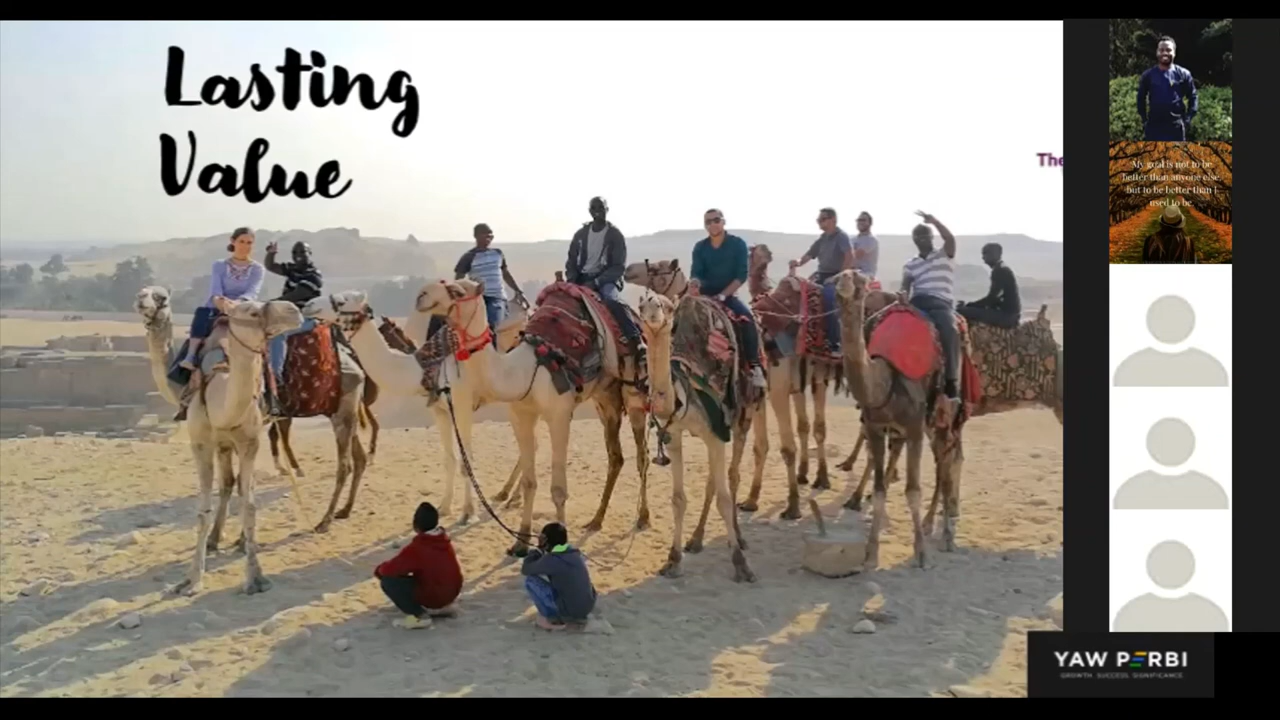 Lasting
Value
The
My goal is not to be
better than anyone else,
but to be better than I
used to be.
YAW PERBI
GROWTH. SUCCESS. SIGNIFICANCE.